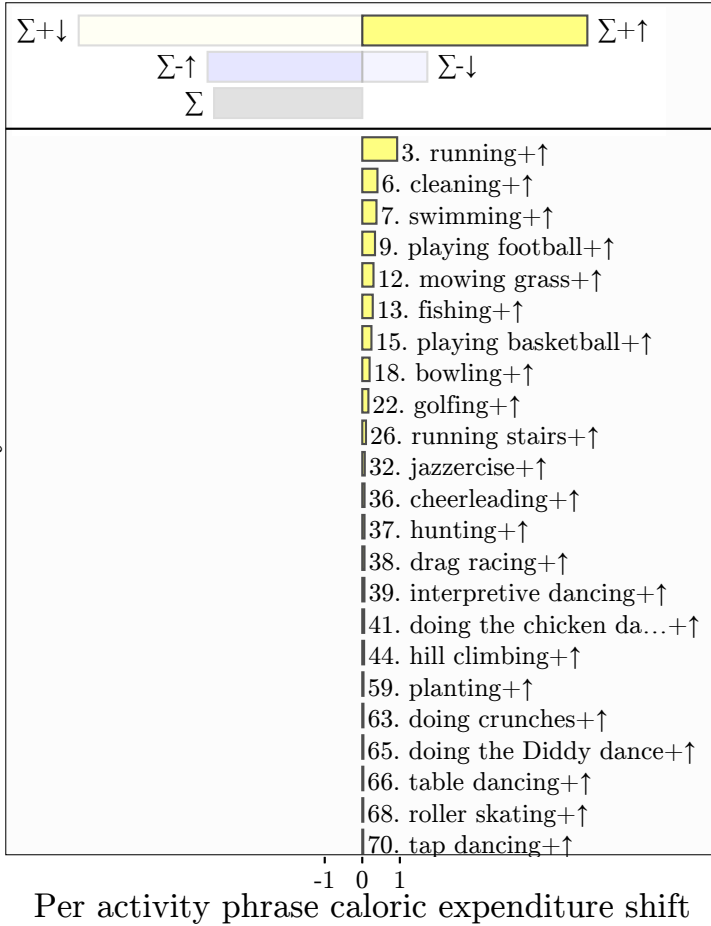 ∑+↓ ∑+↑
∑-↑ ∑-↓
∑
3. running+↑
6. cleaning+↑
7. swimming+↑
9. playing football+↑
12. mowing grass+↑
13. fishing+↑
15. playing basketball+↑
18. bowling+↑
22. golfing+↑
26. running stairs+↑
32. jazzercise+↑
36. cheerleading+↑
37. hunting+↑
38. drag racing+↑
39. interpretive dancing+↑
41. doing the chicken da...+↑
44. hill climbing+↑
59. planting+↑
63. doing crunches+↑
65. doing the Diddy dance+↑
66. table dancing+↑
68. roller skating+↑
70. tap dancing+↑
-1 0 1
Per activity phrase caloric expenditure shift